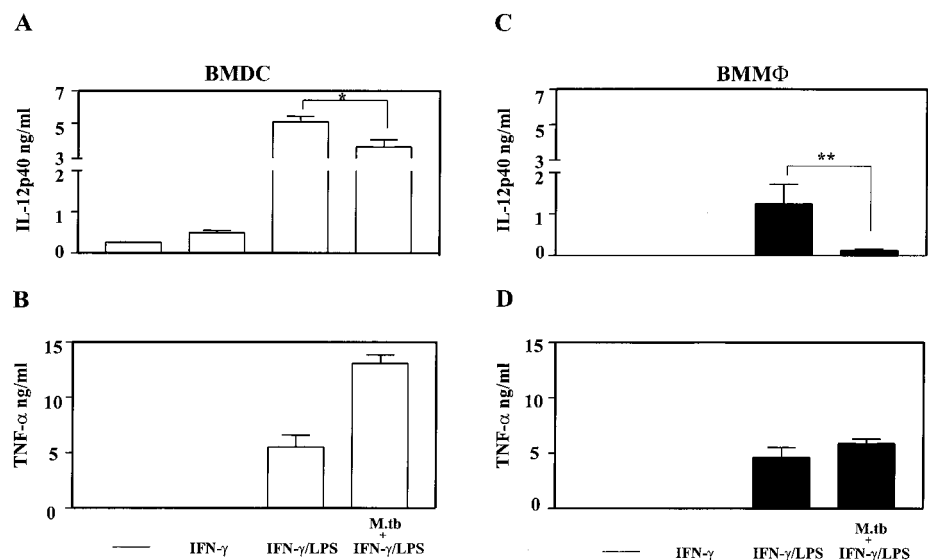 A
C
BMDC
BMMΦ
IL-12p40 ng/ml
7
5
3
2
1
0
*
IL-12p40 ng/ml
7
5
3
2
1
0
**
B
D
TNF-α ng/ml
15
10
5
0
TNF-α ng/ml
15
10
5
0
— IFN-γ IFN-γ/LPS M.tb + IFN-γ/LPS
— IFN-γ IFN-γ/LPS M.tb + IFN-γ/LPS